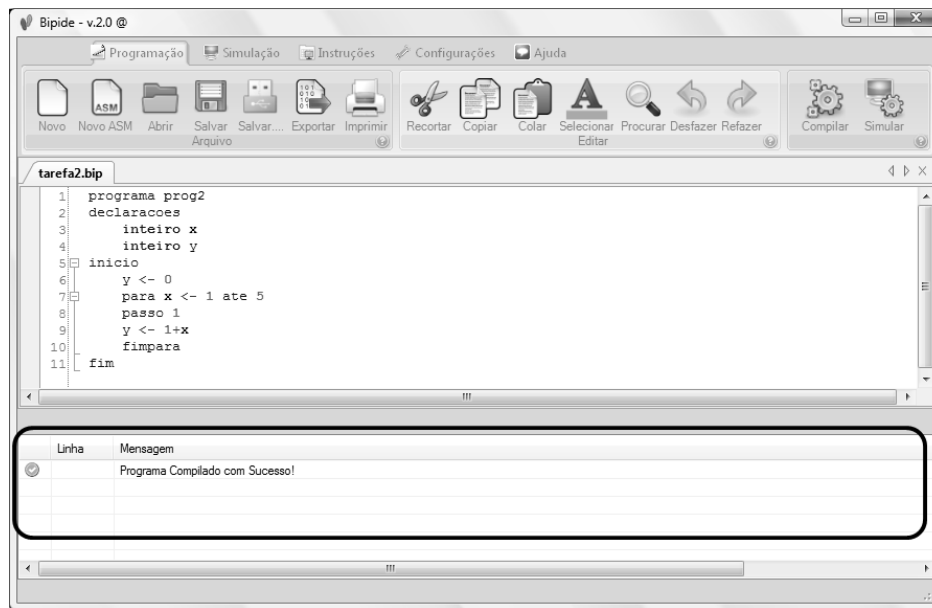 Bipide - v.2.0 @
Programação Simulação Instruções Configurações Ajuda
Novo Novo ASM Abrir Salvar Salvar.... Exportar Imprimir Recortar Copiar Colar Selecionar Procurar Desfazer Refazer Compilar Simular
Arquivo Editar
tarefa2.bip
1 programa prog2
2 declaracoes
3 inteiro x
4 inteiro y
5 inicio
6 y <- 0
7 para x <- 1 ate 5
8 passo 1
9 y <- 1+x
10 fimpara
11 fim
Linha Mensagem
Programa Compilado com Sucesso!